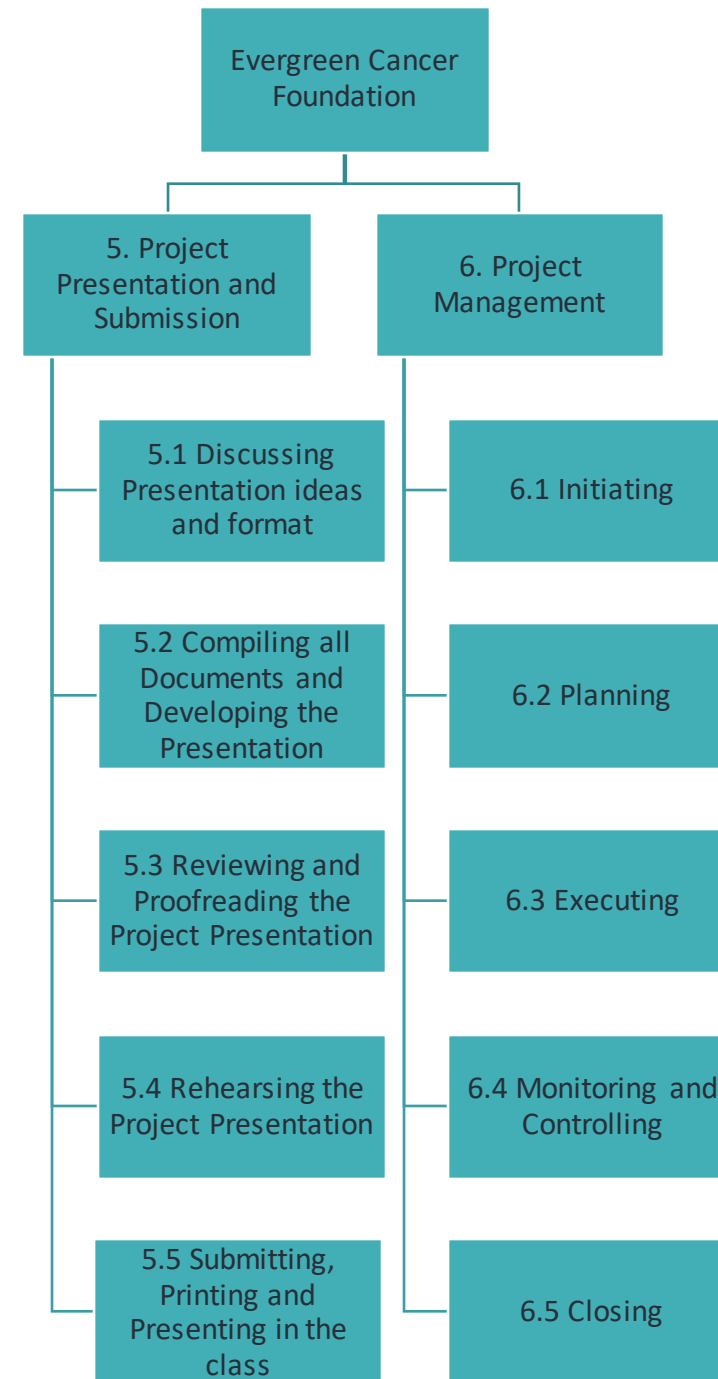 Evergreen Cancer
Foundation
5. Project
Presentation and
Submission
5.1 Discussing
Presentation ideas
and format
5.2 Compiling all
Documents and
Developing the
Presentation
5.3 Reviewing and
Proofreading the
Project Presentation
5.4 Rehearsing the
Project Presentation
5.5 Submitting,
Printing and
Presenting in the
class
6. Project
Management
6.1 Initiating
6.2 Planning
6.3 Executing
6.4 Monitoring and
Controlling
6.5 Closing